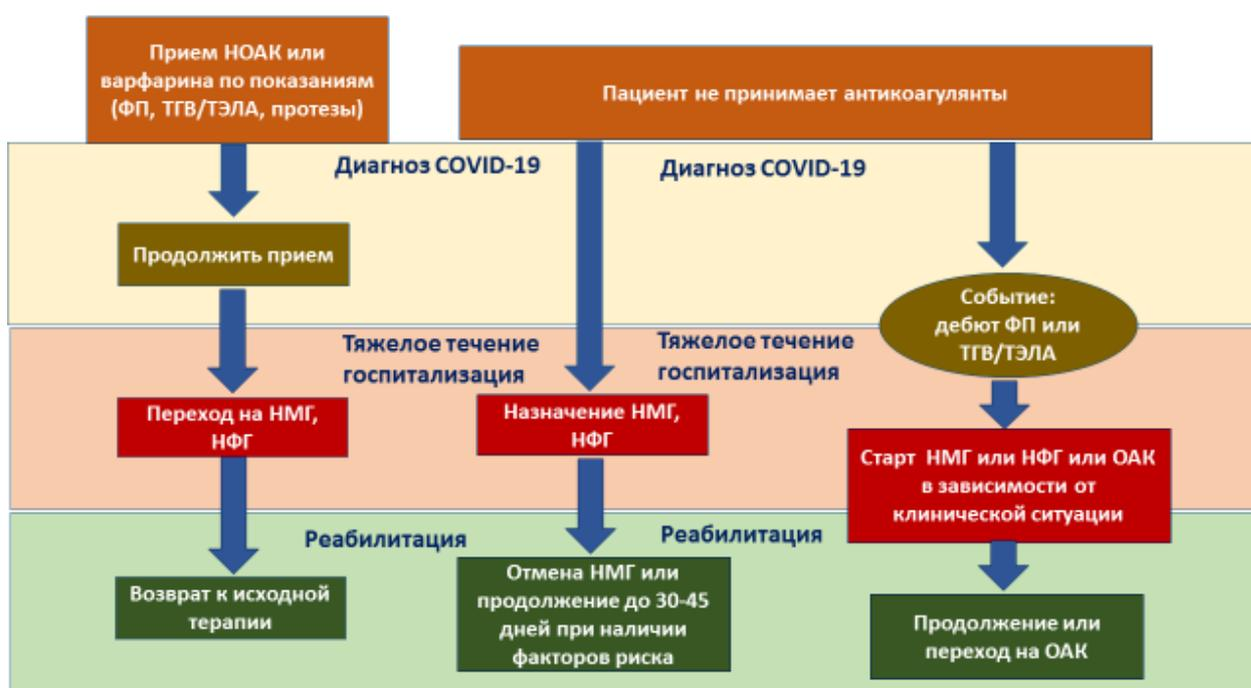 Прием НОАК или
варфарина по показаниям
(ФП, ТГВ/ТЭЛА, протезы)
Пациент не принимает антикоагулянты
Диагноз COVID-19
Диагноз COVID-19
Продолжить прием
Событие:
дебют ФП или
ТГВ/ТЭЛА
Тяжелое течение
госпитализация
Тяжелое течение
госпитализация
Переход на НМГ,
НФГ
Назначение НМГ,
НФГ
Старт НМГ или НФГ или ОАК
в зависимости от
клинической ситуации
Реабилитация
Реабилитация
Возврат к исходной
терапии
Отмена НМГ или
продолжение до 30-45
дней при наличии
факторов риска
Продолжение или
переход на ОАК